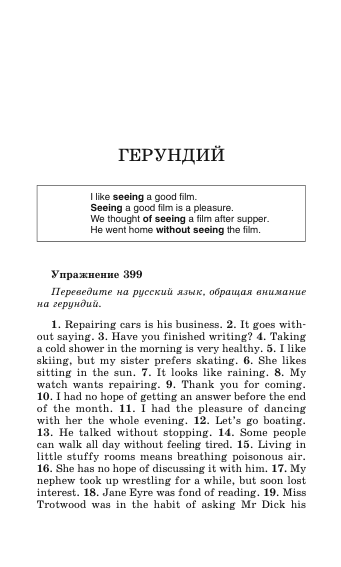 ГЕРУНДИЙ
I like seeing a good film.
Seeing a good film is a pleasure.
We thought of seeing a film after supper.
He went home without seeing the film.
Упражнение 399
Переведите на русский язык, обращая внимание
на герундий.
1. Repairing cars is his business. 2. It goes with-
out saying. 3. Have you finished writing? 4. Taking
a cold shower in the morning is very healthy. 5. I like
skiing, but my sister prefers skating. 6. She likes
sitting in the sun. 7. It looks like raining. 8. My
watch wants repairing. 9. Thank you for coming.
10. I had no hope of getting an answer before the end
of the month. 11. I had the pleasure of dancing
with her the whole evening. 12. Let's go boating.
13. He talked without stopping. 14. Some people
can walk all day without feeling tired. 15. Living in
little stuffy rooms means breathing poisonous air.
16. She has no hope of discussing it with him. 17. My
nephew took up wrestling for a while, but soon lost
interest. 18. Jane Eyre was fond of reading. 19. Miss
Trotwood was in the habit of asking Mr Dick his